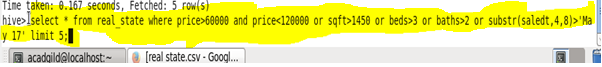 Time taken: 0.167 seconds, Fetched: 5 row(s)
hive>select * from real_state where price>60000 and price<120000 or sqft>1450 or beds>3 or baths>2 or substr(saledt,4,8)>'Ma
y 17' limit 5;
acadgild@localhost:~
[real state.csv - Googl...